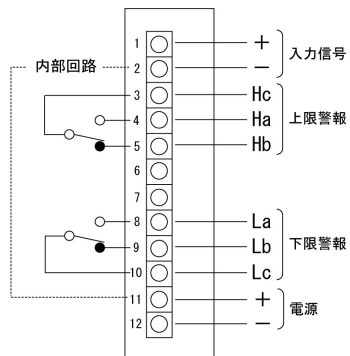 1 + 入力信号
内部回路 2 −
3 Hc
4 Ha 上限警報
5 Hb
6
7
8 La
9 Lb 下限警報
10 Lc
11 + 電源
12 −